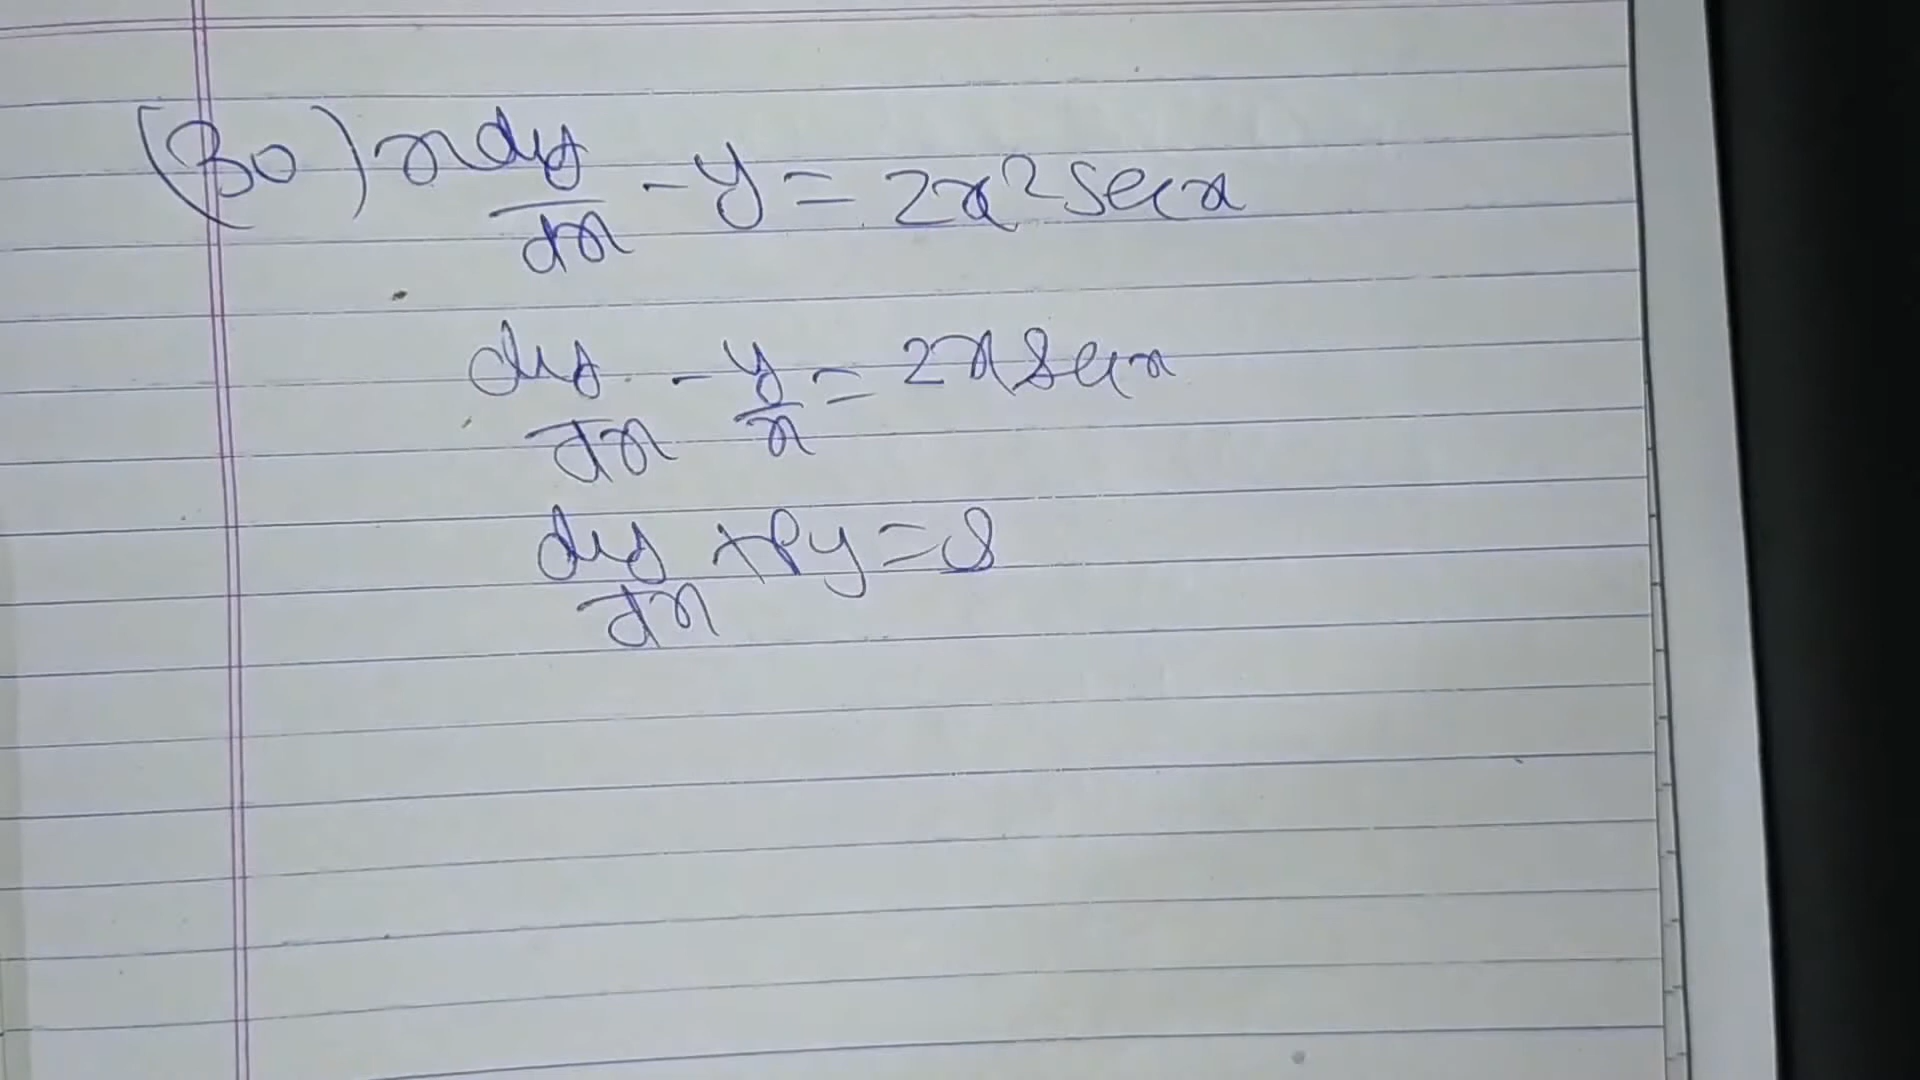 (30) x dy/dx - y = 2x² sec x
dy/dx - y/x = 2x sec x
dy/dx + Py = Q